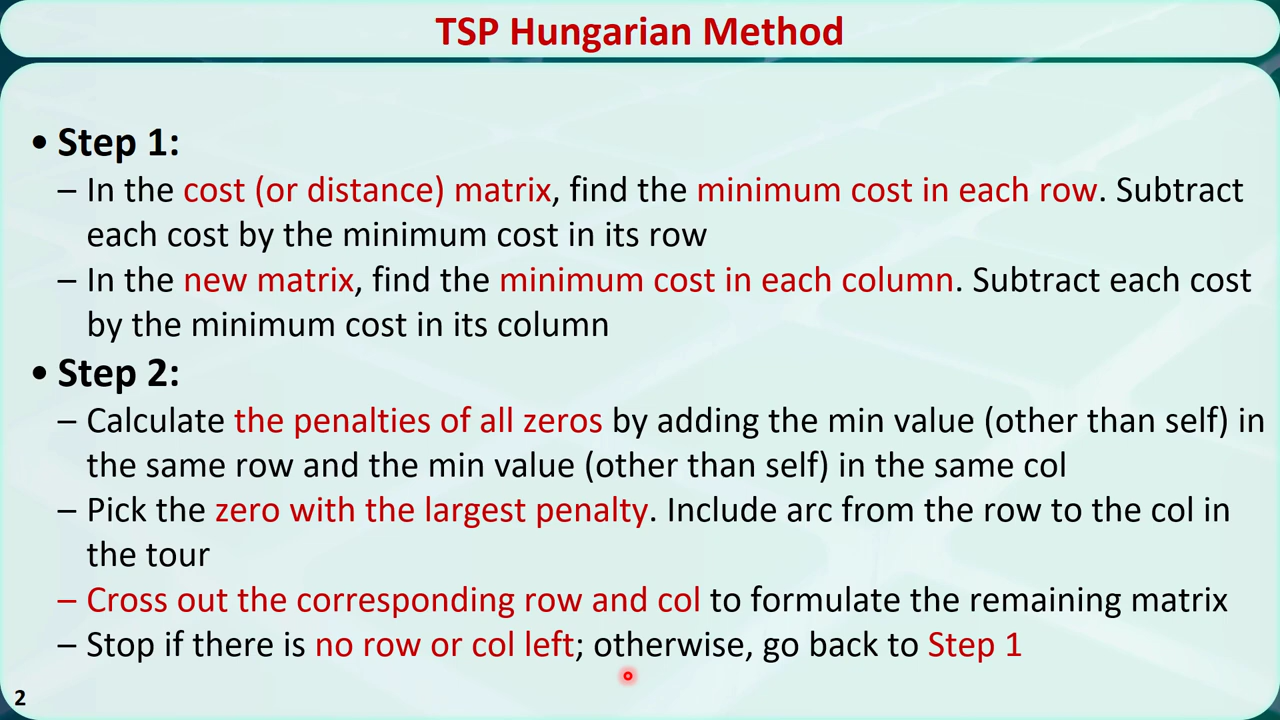 TSP Hungarian Method
• Step 1:
– In the cost (or distance) matrix, find the minimum cost in each row. Subtract
each cost by the minimum cost in its row
– In the new matrix, find the minimum cost in each column. Subtract each cost
by the minimum cost in its column
• Step 2:
– Calculate the penalties of all zeros by adding the min value (other than self) in
the same row and the min value (other than self) in the same col
– Pick the zero with the largest penalty. Include arc from the row to the col in
the tour
– Cross out the corresponding row and col to formulate the remaining matrix
– Stop if there is no row or col left; otherwise, go back to Step 1
2